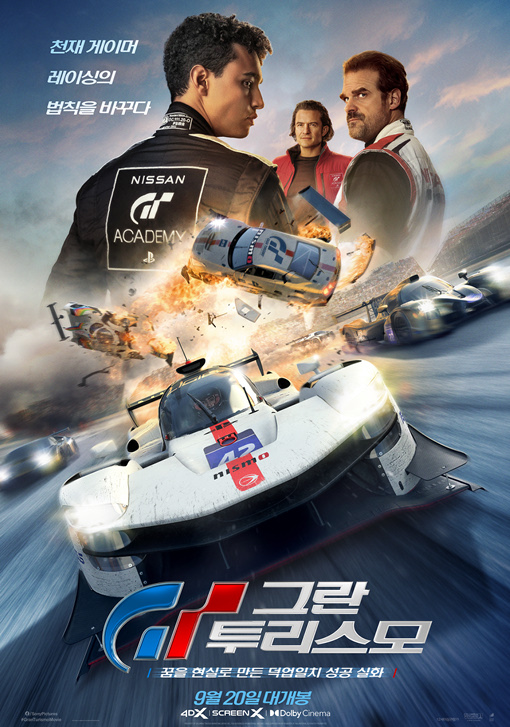 천재 게이머
레이싱의
법칙을 바꾸다
NISSAN
GT
ACADEMY
42
nismo
GT
그란
투리스모
꿈을 현실로 만든 덕업일치 성공 실화
9월 20일 대개봉
4DX SCREENX Dolby Cinema